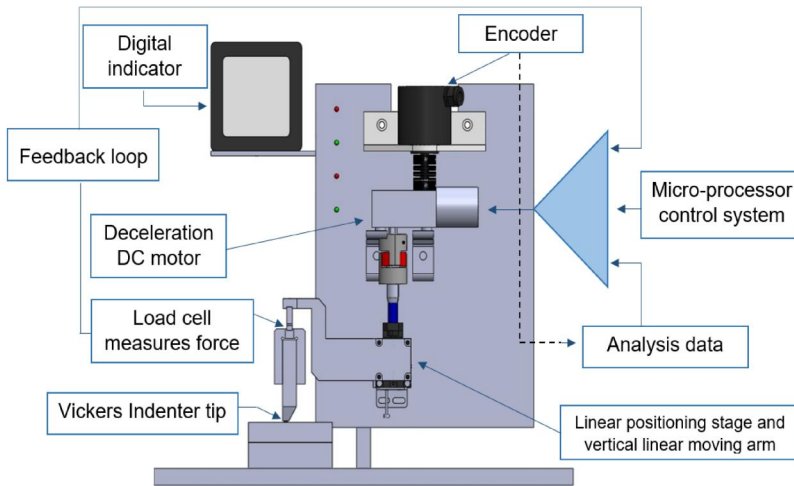 Digital
indicator
Encoder
Feedback loop
Micro-processor
control system
Deceleration
DC motor
Load cell
measures force
Analysis data
Vickers Indenter tip
Linear positioning stage and
vertical linear moving arm